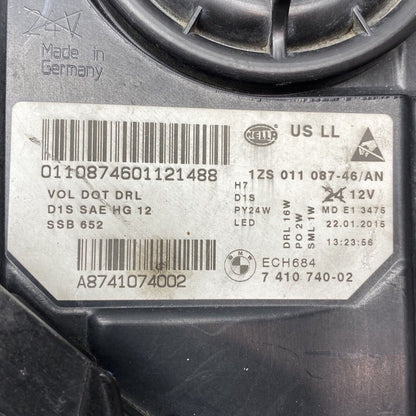 24V
Made in
Germany
HELLA
US LL
0110874601121488
1ZS 011 087-46/AN
VOL DOT DRL
D1S SAE HG 12
SSB 652
H7
D1S
PY24W
LED
DRL 16W
PO 2W
SML 1W
24 12V
MD E1 3475
22.01.2015
13:23:56
A8741074002
BMW
ECH684
7 410 740-02